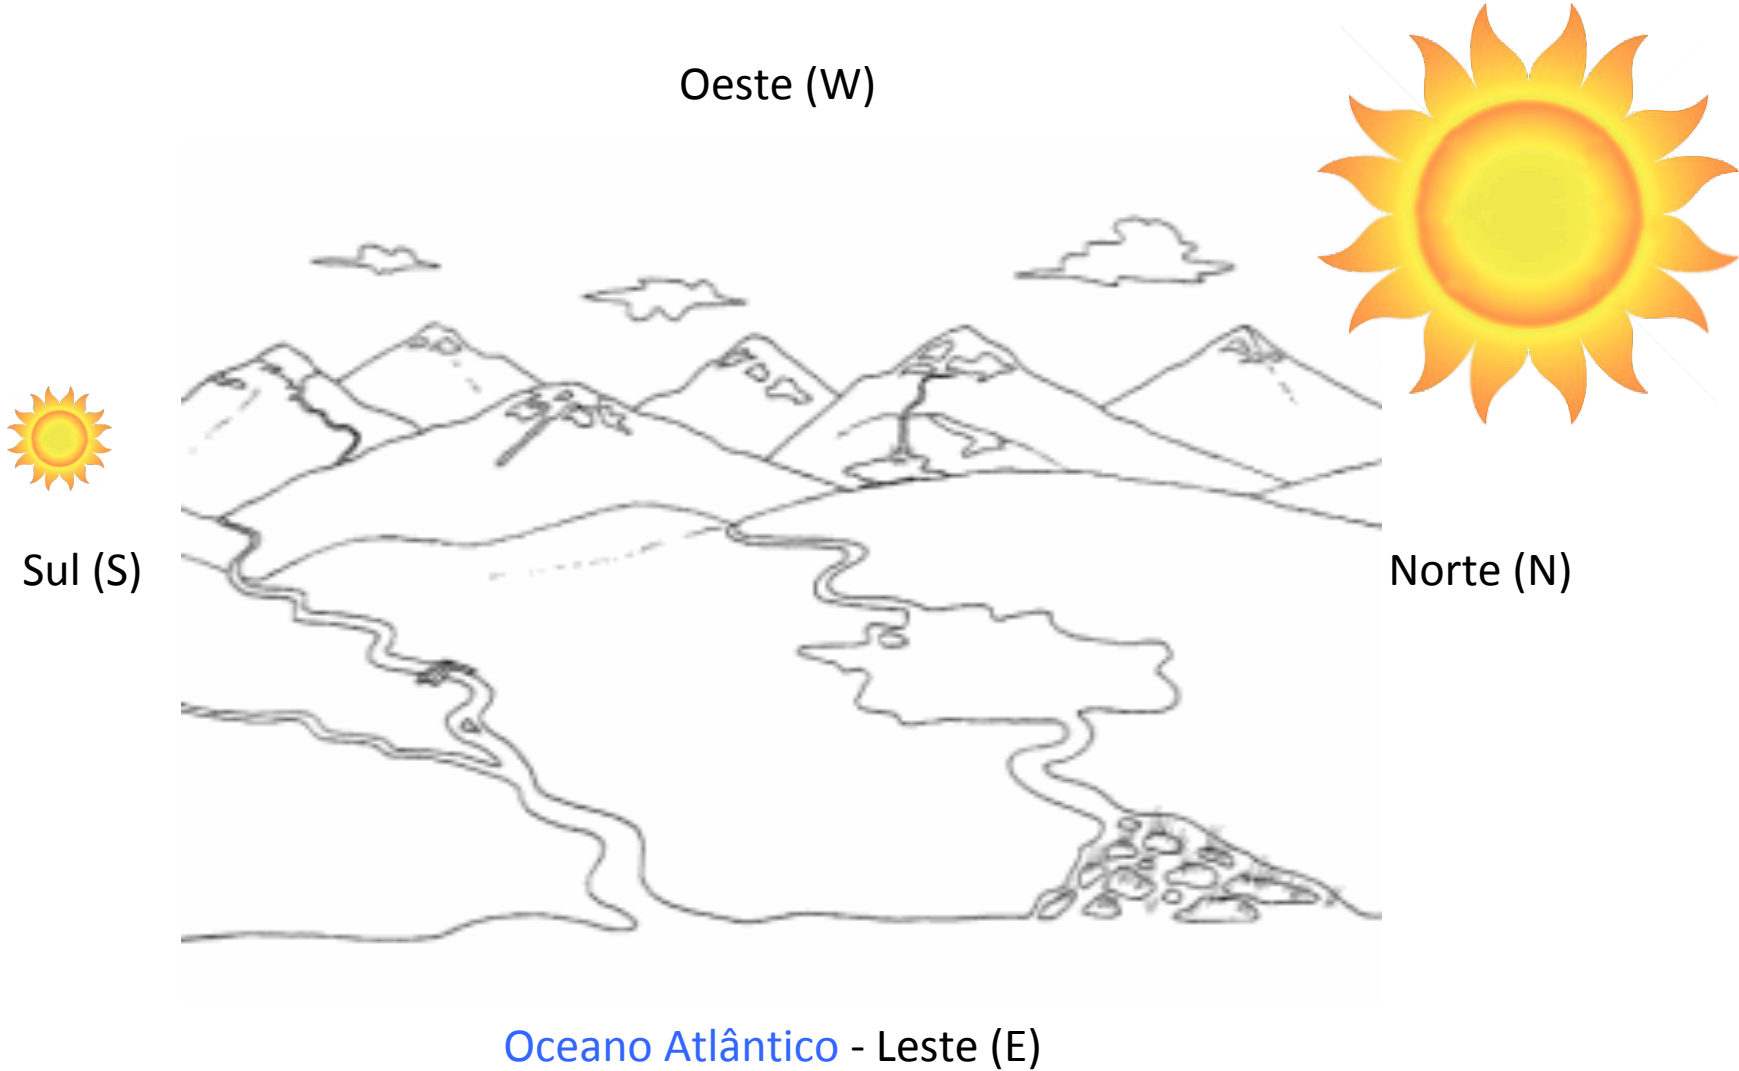 Oeste (W)
Sul (S)
Norte (N)
Oceano Atlântico - Leste (E)